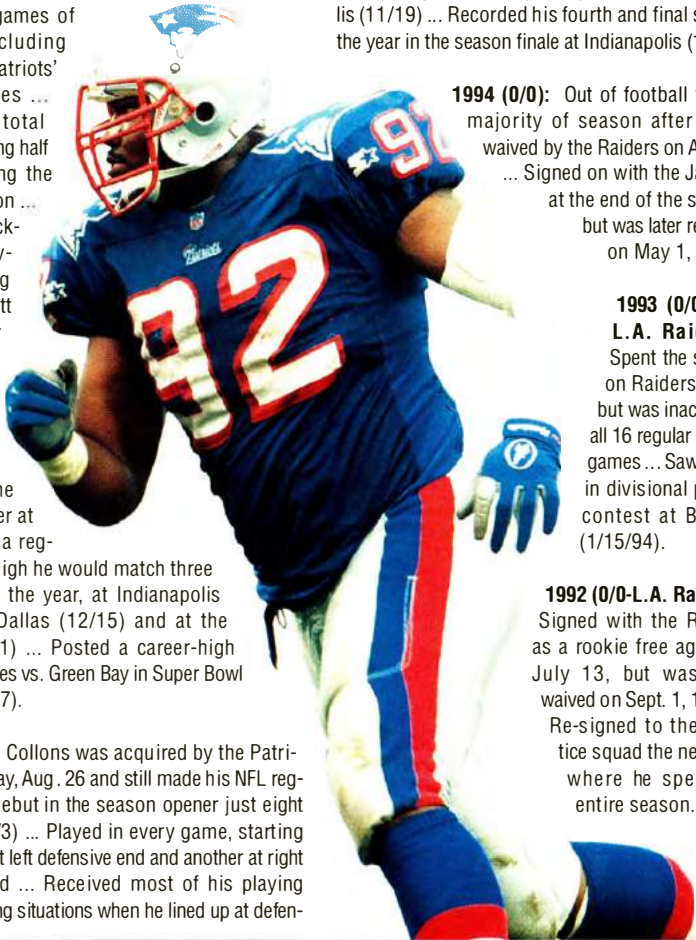 games of
cluding
atriots'
es ...
total
ng half
ng the
on ...
ck-
y-
g
tt
ne
er at
a reg-
igh he would match three
the year, at Indianapolis
Dallas (12/15) and at the
1) ... Posted a career-high
es vs. Green Bay in Super Bowl
7).
Collons was acquired by the Patri-
ay, Aug. 26 and still made his NFL reg-
ebut in the season opener just eight
/3) ... Played in every game, starting
t left defensive end and another at right
d ... Received most of his playing
ng situations when he lined up at defen-
lis (11/19) ... Recorded his fourth and final s
the year in the season finale at Indianapolis (
1994 (0/0): Out of football
majority of season after
waived by the Raiders on A
... Signed on with the Ja
at the end of the s
but was later re
on May 1,
1993 (0/0
L.A. Raid
Spent the s
on Raiders
but was inac
all 16 regular
games ... Saw
in divisional p
contest at B
(1/15/94).
1992 (0/0-L.A. Ra
Signed with the R
as a rookie free ag
July 13, but was
waived on Sept. 1, 1
Re-signed to the
tice squad the ne
where he spe
entire season.
92
Patriots
92
2